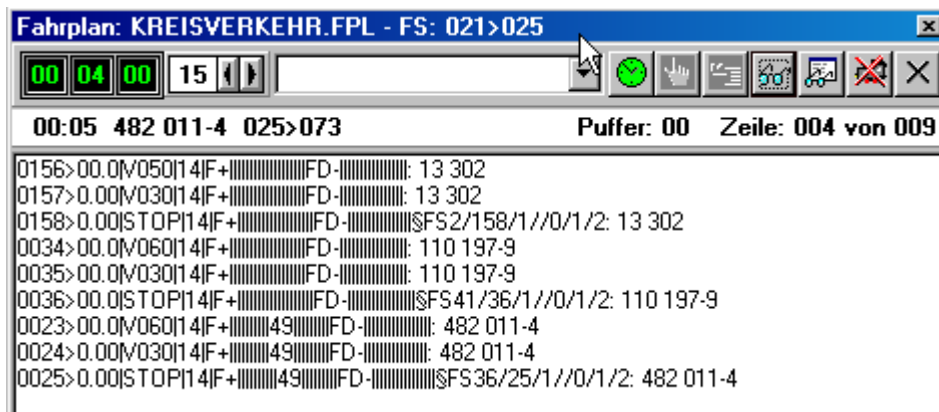 Fahrplan: KREISVERKEHR.FPL - FS: 021>025
00 04 00 15
00:05 482 011-4 025>073 Puffer: 00 Zeile: 004 von 009
0156>00.0|V050|14|F+||||||||||||||||FD-||||||||||||||: 13 302
0157>0.00|V030|14|F+||||||||||||||||FD-||||||||||||||: 13 302
0158>0.00|STOP|14|F+||||||||||||||||FD-||||||||||||||§FS2/158/1//0/1/2: 13 302
0034>00.0|V060|14|F+||||||||||||||||FD-||||||||||||||: 110 197-9
0035>00.0|V030|14|F+||||||||||||||||FD-||||||||||||||: 110 197-9
0036>00.0|STOP|14|F+||||||||||||||||FD-||||||||||||||§FS41/36/1//0/1/2: 110 197-9
0023>00.0|V060|14|F+||||||||49||||||||FD-||||||||||||||: 482 011-4
0024>0.00|V030|14|F+||||||||49||||||||FD-||||||||||||||: 482 011-4
0025>0.00|STOP|14|F+||||||||49||||||||FD-||||||||||||||§FS36/25/1//0/1/2: 482 011-4